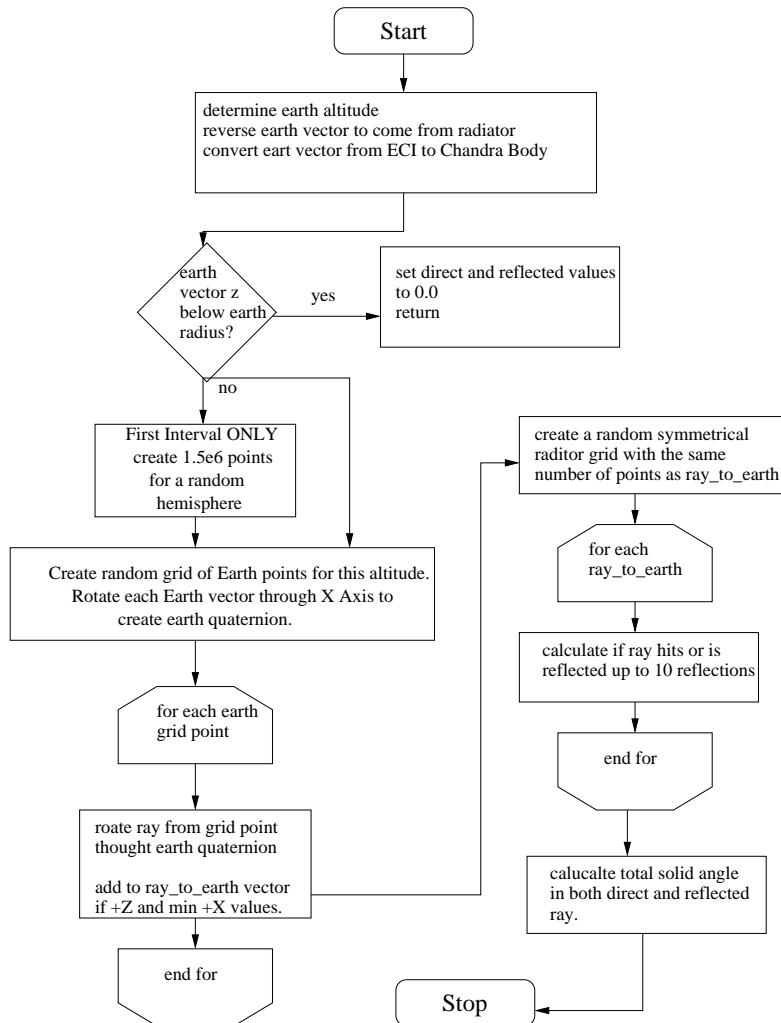 Start
determine earth altitude
reverse earth vector to come from radiator
convert eart vector from ECI to Chandra Body
earth
vector z
below earth
radius?
yes
set direct and reflected values
to 0.0
return
no
First Interval ONLY
create 1.5e6 points
for a random
hemisphere
Create random grid of Earth points for this altitude.
Rotate each Earth vector through X Axis to
create earth quaternion.
for each earth
grid point
roate ray from grid point
thought earth quaternion
add to ray_to_earth vector
if +Z and min +X values.
end for
create a random symmetrical
raditor grid with the same
number of points as ray_to_earth
for each
ray_to_earth
calculate if ray hits or is
reflected up to 10 reflections
end for
calucalte total solid angle
in both direct and reflected
ray.
Stop